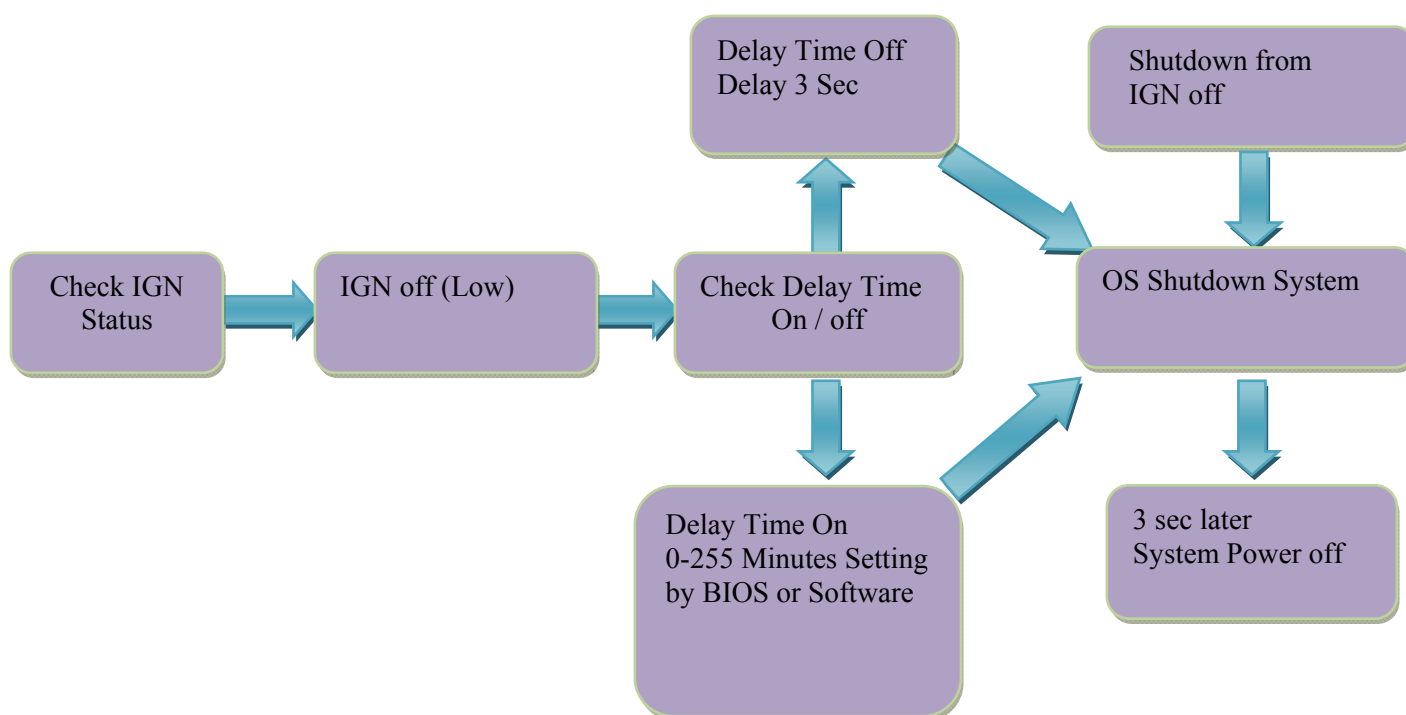 Check IGN
Status
IGN off (Low)
Check Delay Time
On / off
Delay Time Off
Delay 3 Sec
Delay Time On
0-255 Minutes Setting
by BIOS or Software
Shutdown from
IGN off
OS Shutdown System
3 sec later
System Power off